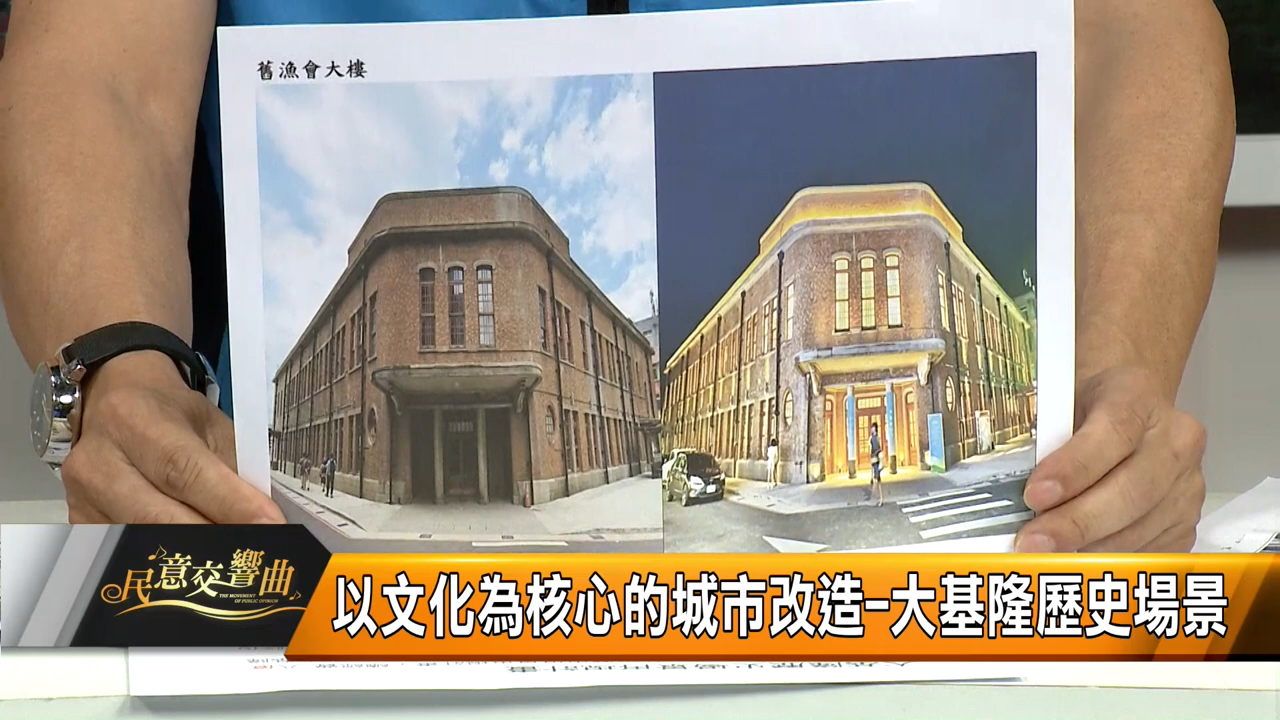 舊漁會大樓
民意交響曲
THE MOVEMENT
OF PUBLIC OPINION
以文化為核心的城市改造-大基隆歷史場景